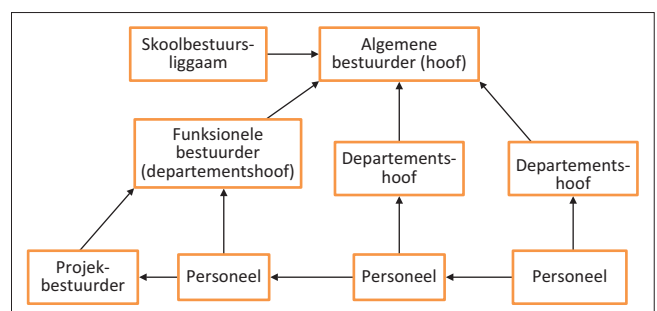 Skoolbestuurs-
liggaam
Algemene
bestuurder (hoof)
Funksionele
bestuurder
(departementshoof)
Departements-
hoof
Departements-
hoof
Projek-
bestuurder
Personeel
Personeel
Personeel